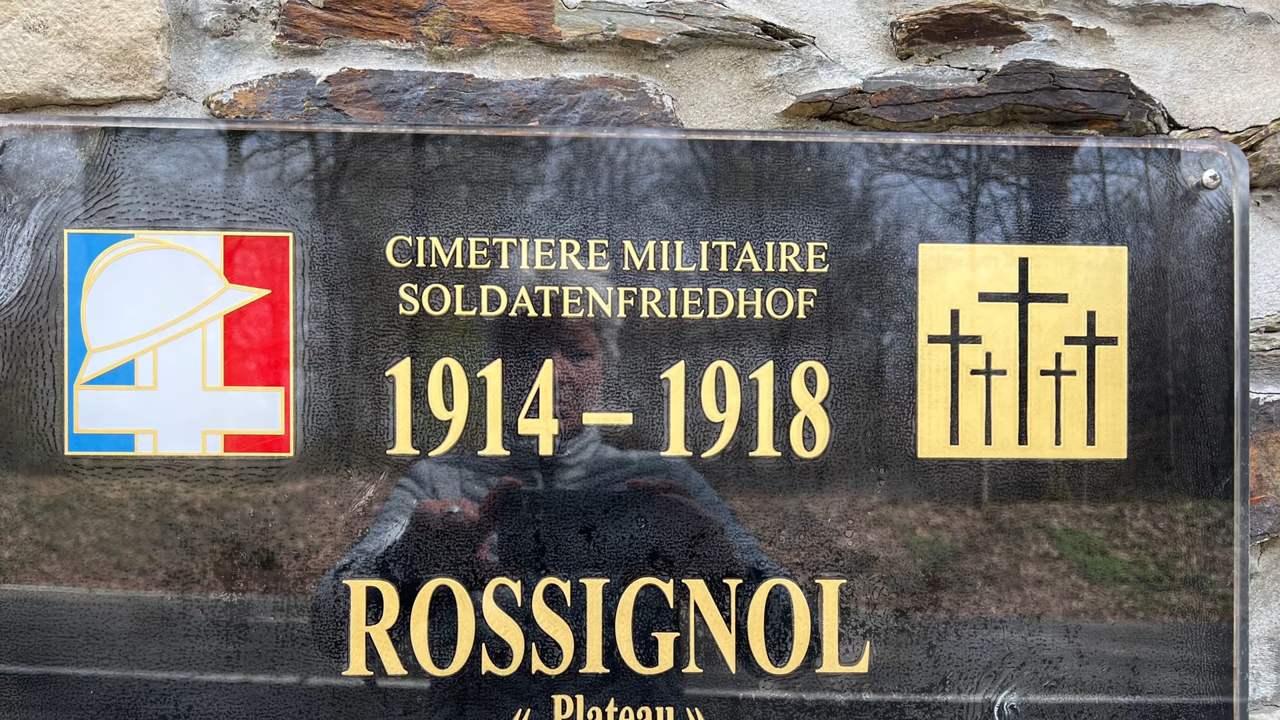 CIMETIERE MILITAIRE
SOLDATENFRIEDHOF
1914 – 1918
ROSSIGNOL
« Plateau »